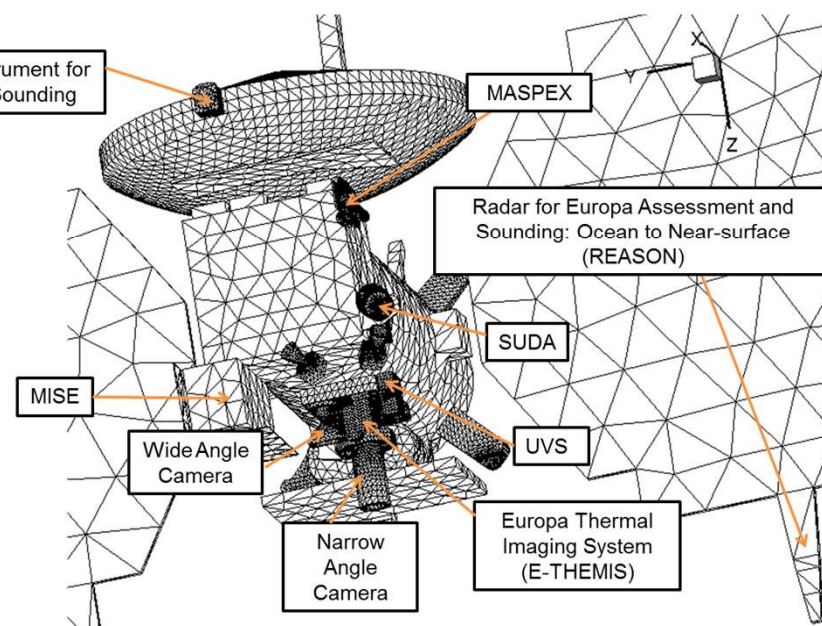 rument for
ounding
MASPEX
X
Y
Z
Radar for Europa Assessment and
Sounding: Ocean to Near-surface
(REASON)
SUDA
MISE
Wide Angle
Camera
UVS
Narrow
Angle
Camera
Europa Thermal
Imaging System
(E-THEMIS)